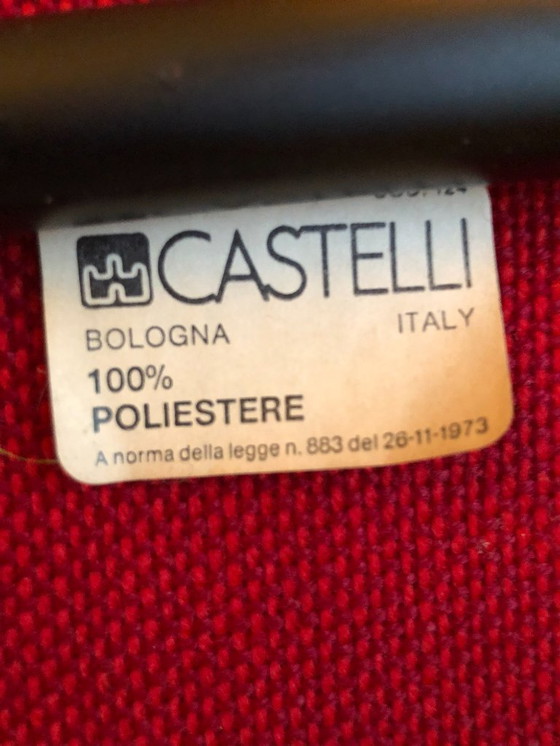 CASTELLI
BOLOGNA
ITALY
100%
POLIESTERE
A norma della legge n. 883 del 26-11-1973